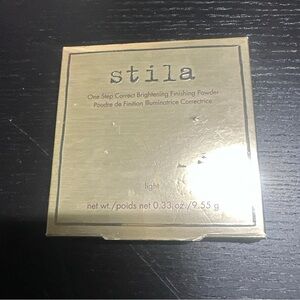 stila
One Step Correct Brightening Finishing Powder
Poudre de Finition Illuminatrice Correctrice
light
net wt./poids net 0.33 oz./9.55 g